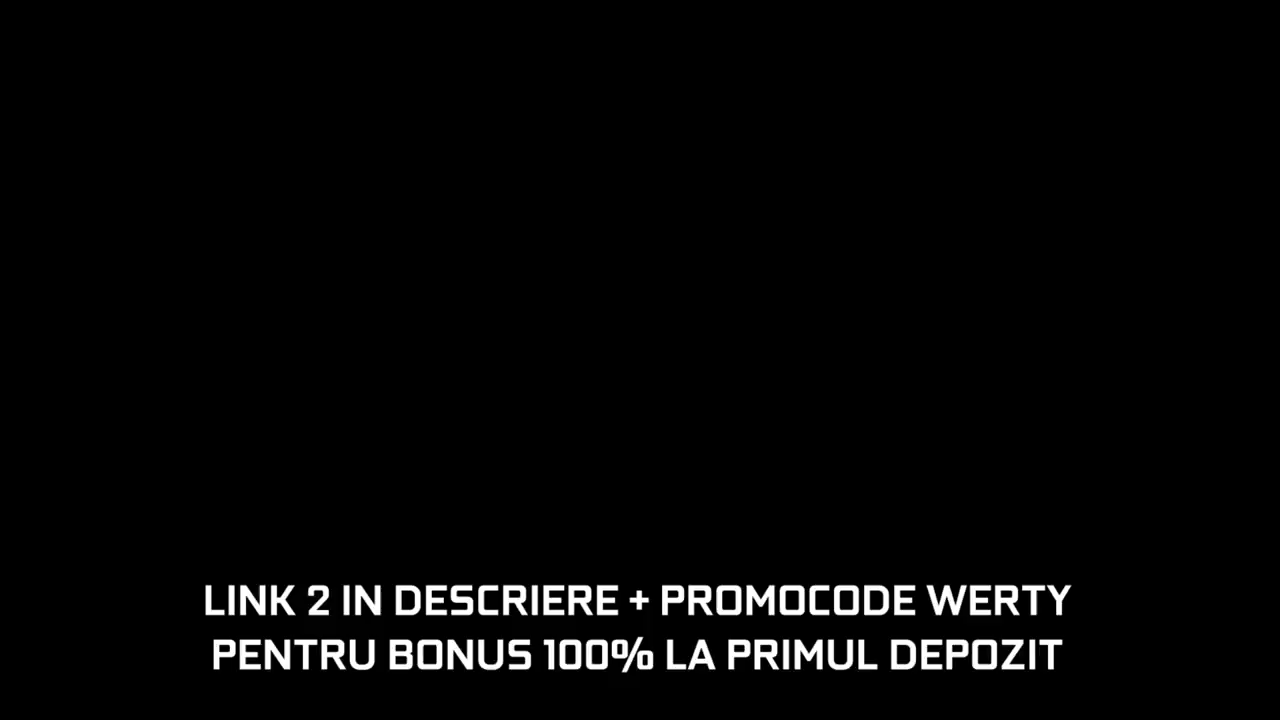 LINK 2 IN DESCRIERE + PROMOCODE WERTY
PENTRU BONUS 100% LA PRIMUL DEPOZIT